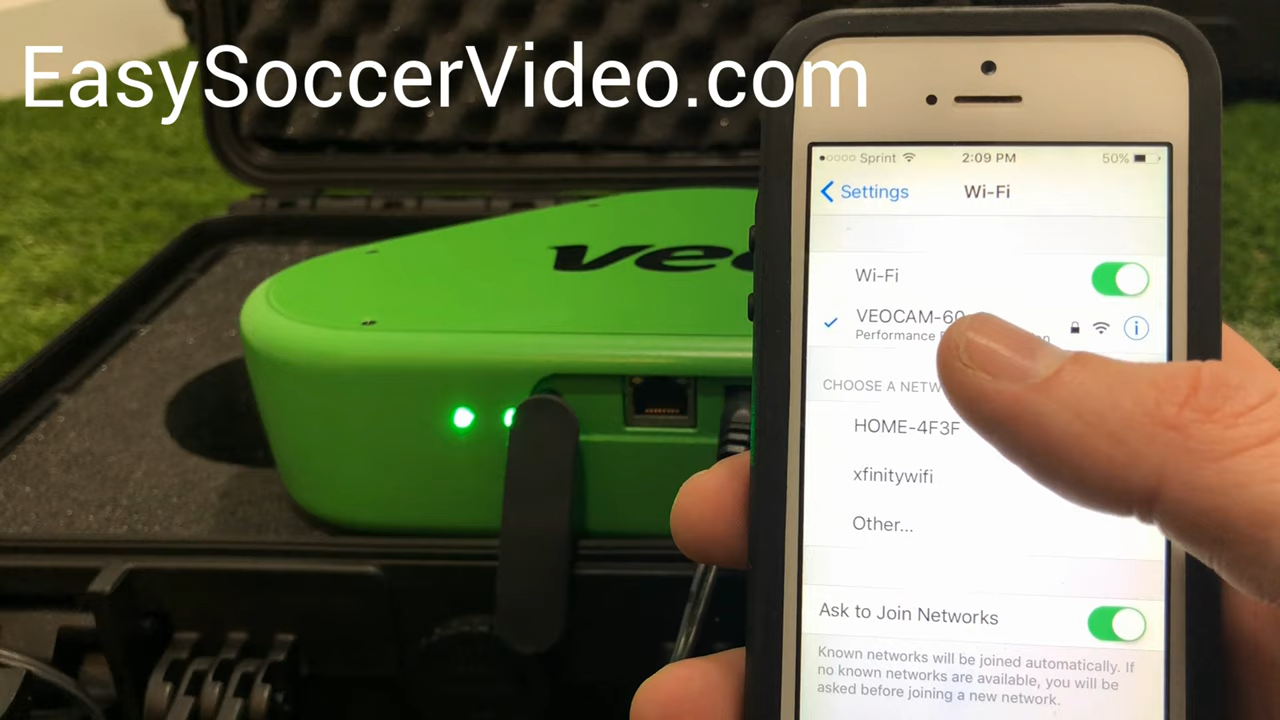 EasySoccerVideo.com
Sprint 2:09 PM 50%
Settings Wi-Fi
Wi-Fi
VEOCAM-60
Performance
CHOOSE A
HOME-4F3F
xfinitywifi
Other...
Ask to Join Networks
Known networks will be joined automatically. If
no known networks are available, you will be
asked before joining a new network.